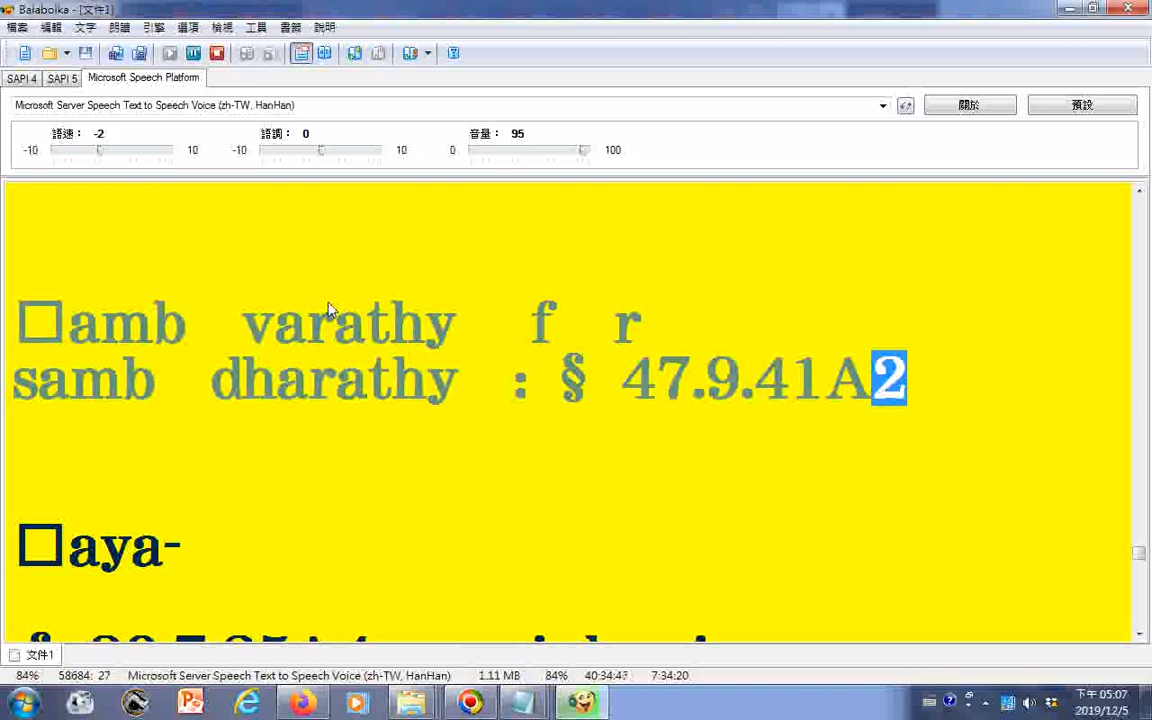 Balabolka - [文件1]
檔案 編輯 文字 朗讀 引擎 選項 檢視 工具 書籤 說明
SAPI 4 SAPI 5 Microsoft Speech Platform
Microsoft Server Speech Text to Speech Voice (zh-TW, HanHan) 關於 預設
語速： -2 語調： 0 音量： 95
-10 10 -10 10 0 100
□amb varathy f r
samb dharathy : § 47.9.41A2
□aya-
文件1
84% 58684: 27 Microsoft Server Speech Text to Speech Voice (zh-TW, HanHan) 1.11 MB 84% 40:34:43 7:34:20
下午 05:07
2019/12/5